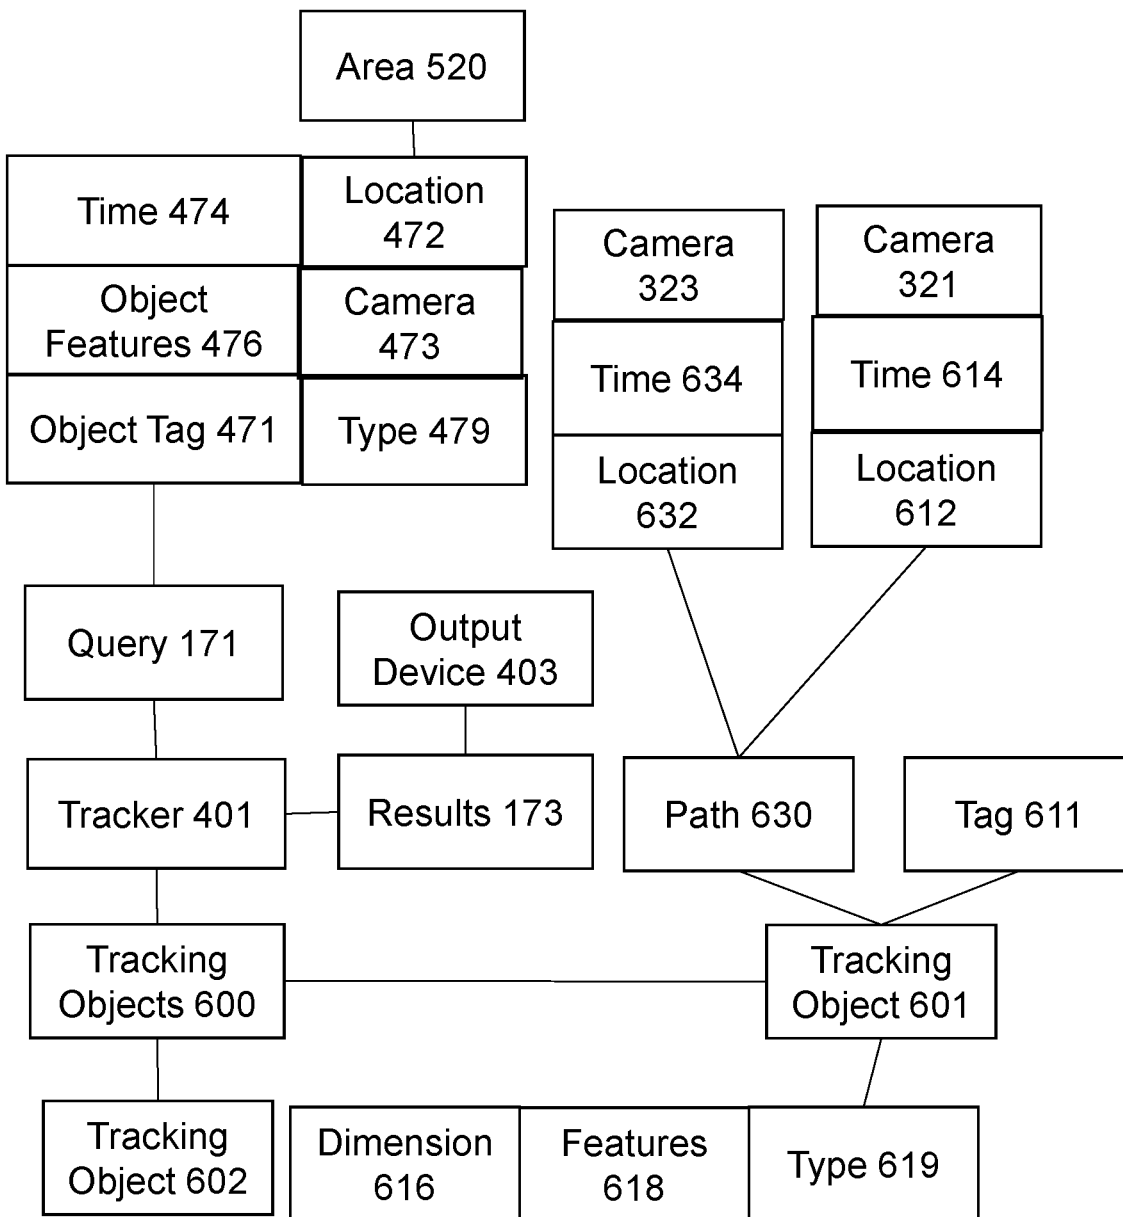 Area 520
Time 474
Location
472
Object
Features 476
Camera
473
Object Tag 471
Type 479
Camera
323
Time 634
Location
632
Camera
321
Time 614
Location
612
Query 171
Output
Device 403
Tracker 401
Results 173
Path 630
Tag 611
Tracking
Objects 600
Tracking
Object 601
Tracking
Object 602
Dimension
616
Features
618
Type 619